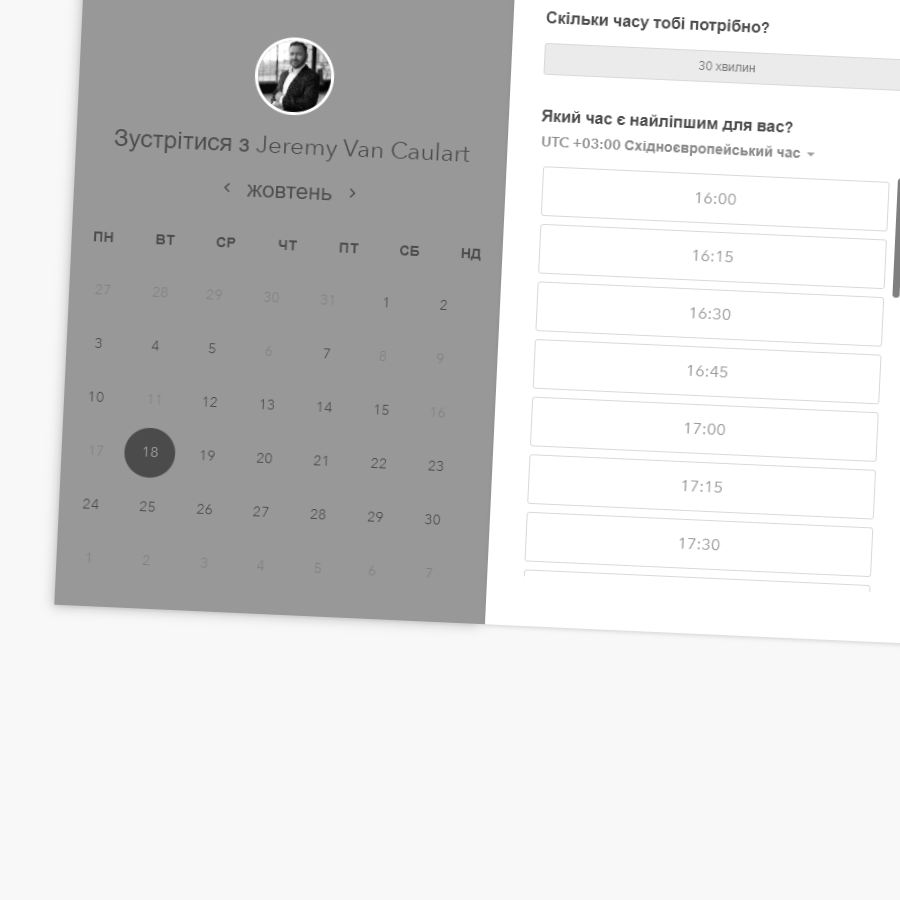 Зустрітися з Jeremy Van Caulart
жовтень
ПН ВТ СР ЧТ ПТ СБ НД
27 28 29 30 31 1 2
3 4 5 6 7 8 9
10 11 12 13 14 15 16
17 18 19 20 21 22 23
24 25 26 27 28 29 30
1 2 3 4 5 6 7
Скільки часу тобі потрібно?
30 хвилин
Який час є найліпшим для вас?
UTC +03:00 Східноєвропейський час
16:00
16:15
16:30
16:45
17:00
17:15
17:30